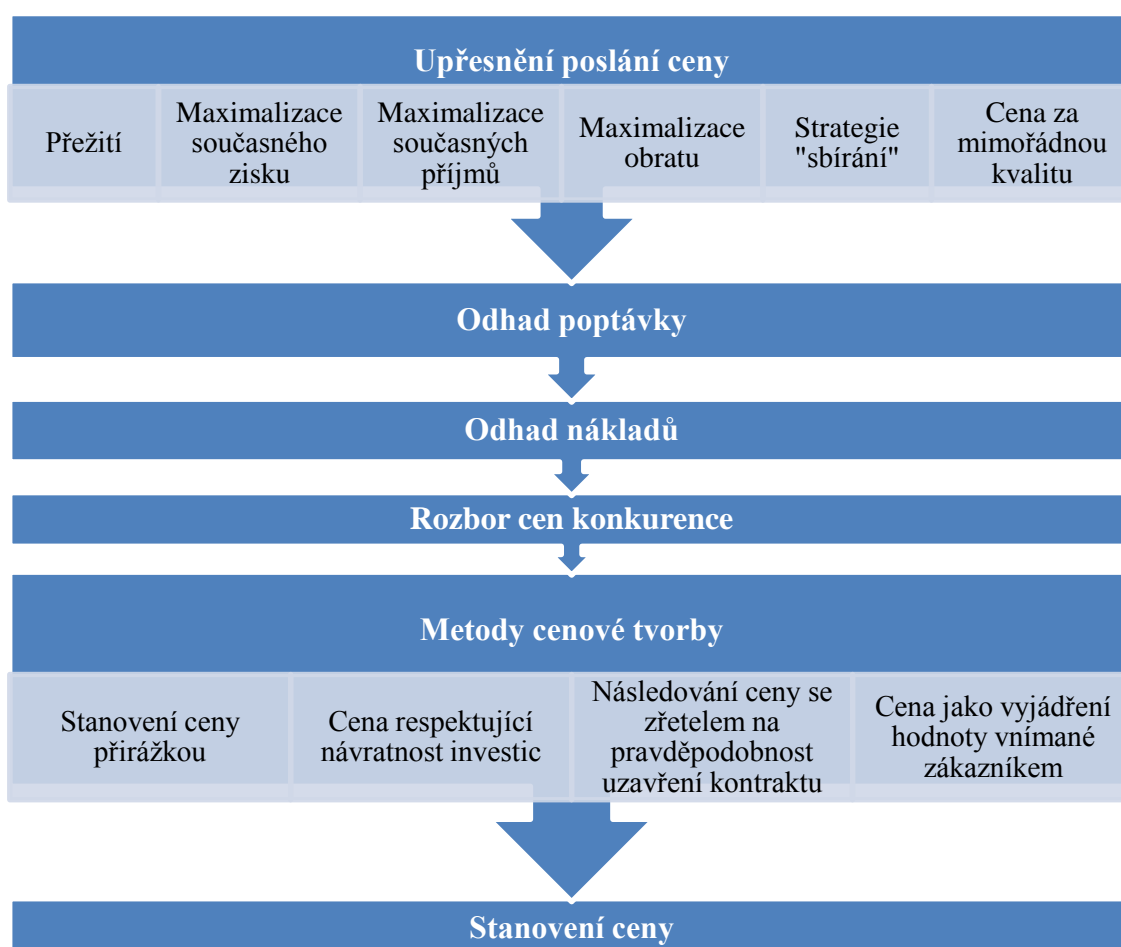 Upřesnění poslání ceny
Přežití
Maximalizace
současného
zisku
Maximalizace
současných
příjmů
Maximalizace
obratu
Strategie
"sbírání"
Cena za
mimořádnou
kvalitu
Odhad poptávky
Odhad nákladů
Rozbor cen konkurence
Metody cenové tvorby
Stanovení ceny
přirážkou
Cena respektující
návratnost investic
Následování ceny se
zřetelem na
pravděpodobnost
uzavření kontraktu
Cena jako vyjádření
hodnoty vnímané
zákazníkem
Stanovení ceny